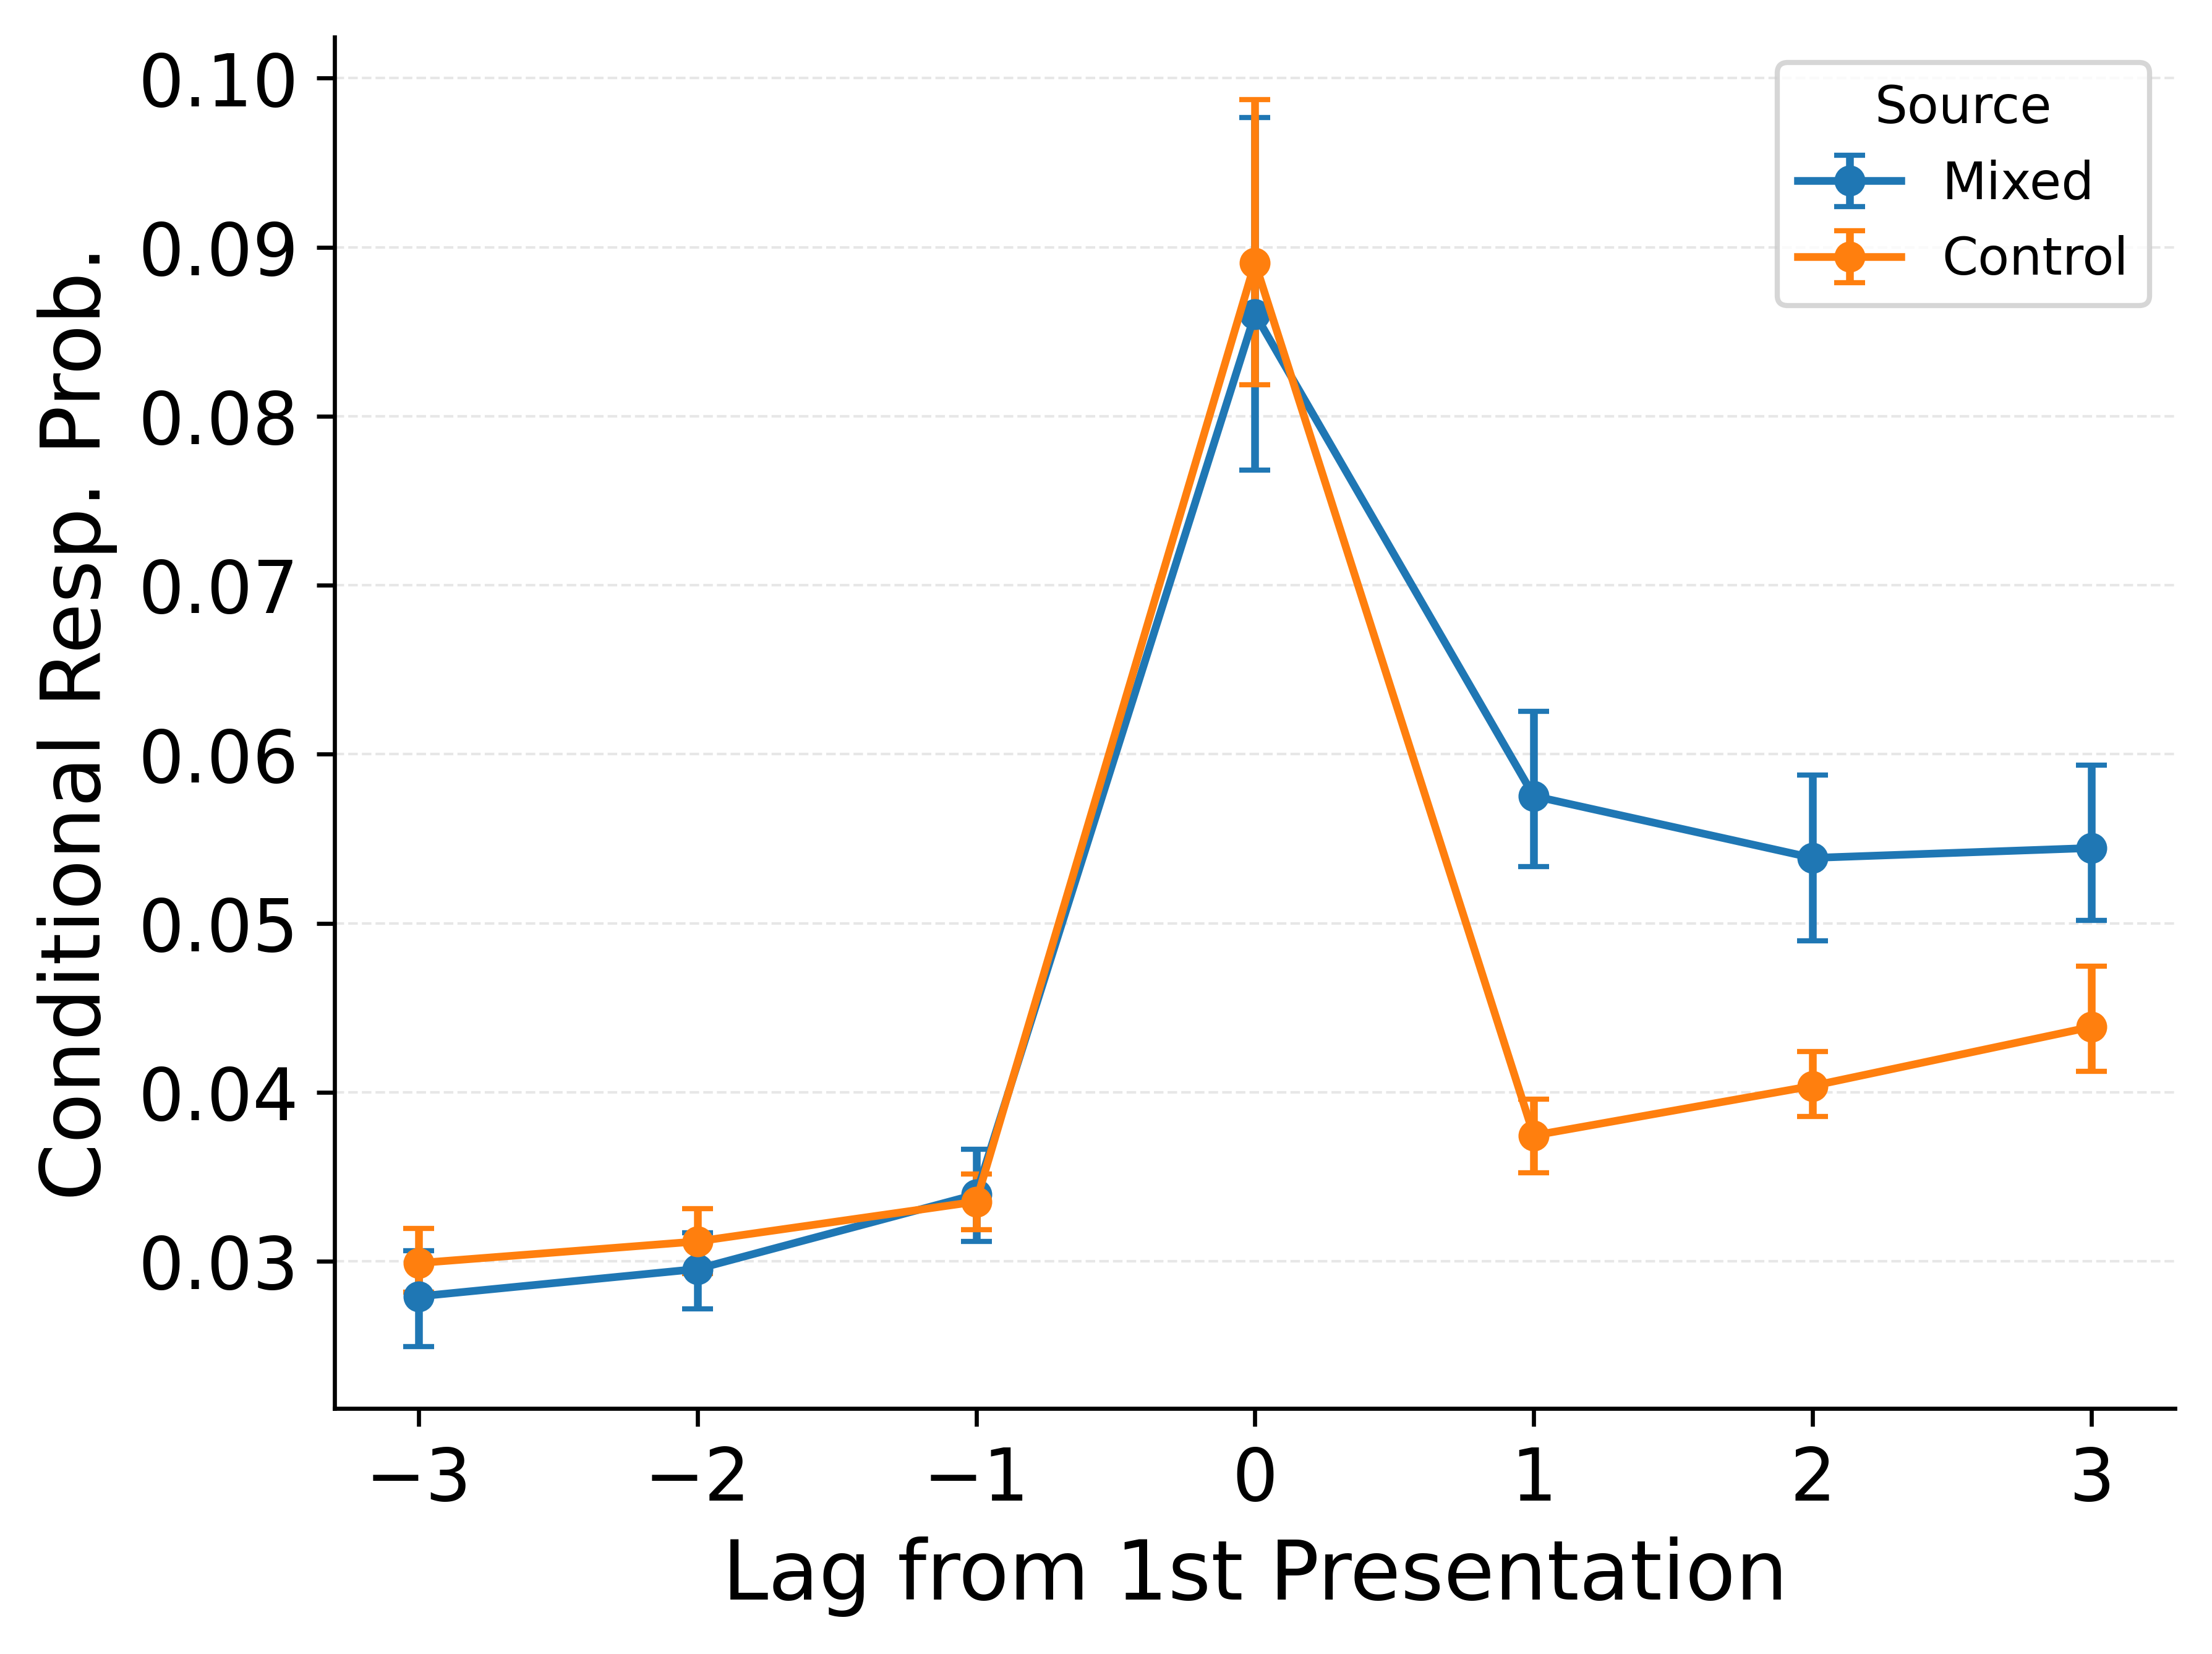 0.10
0.09
0.08
0.07
0.06
0.05
0.04
0.03
Conditional Resp. Prob.
Source
Mixed
Control
−3 −2 −1 0 1 2 3
Lag from 1st Presentation